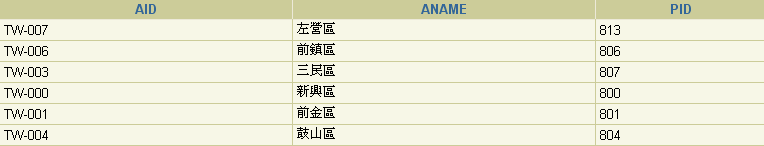 AID ANAME PID
TW-007 左營區 813
TW-006 前鎮區 806
TW-003 三民區 807
TW-000 新興區 800
TW-001 前金區 801
TW-004 鼓山區 804